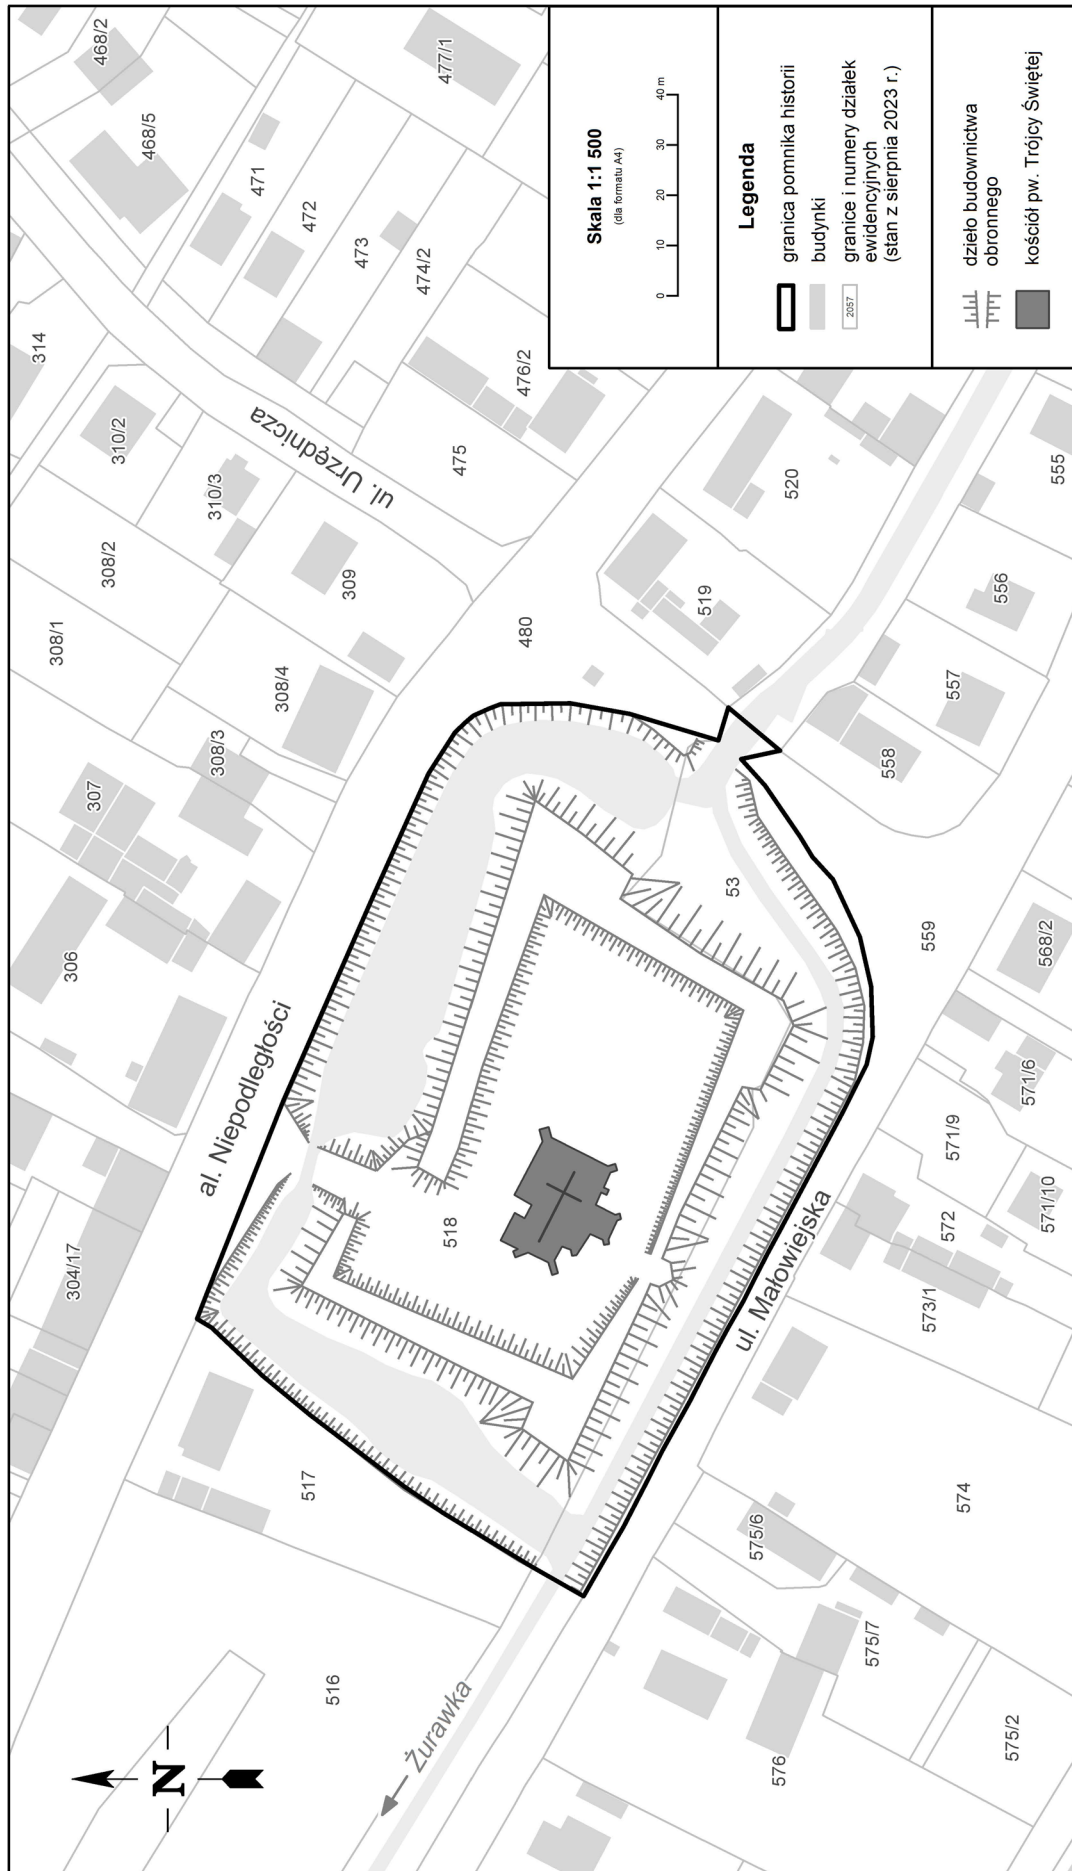 468/2
477/1
468/5
471
472
473
474/2
476/2
475
314
310/2
310/3
ul. Urzędnicza
308/2
308/1
309
308/4
308/3
307
306
480
519
520
al. Niepodległości
304/17
518
53
517
516
Żurawka
N
ul. Małowiejska
555
556
557
558
559
568/2
571/6
571/9
571/10
572
573/1
574
575/6
575/7
575/2
576
Skala 1:1 500
(dla formatu A4)
0 10 20 30 40 m
Legenda
granica pomnika historii
budynki
2057
granice i numery działek
ewidencyjnych
(stan z sierpnia 2023 r.)
dzieło budownictwa
obronnego
kościół pw. Trójcy Świętej